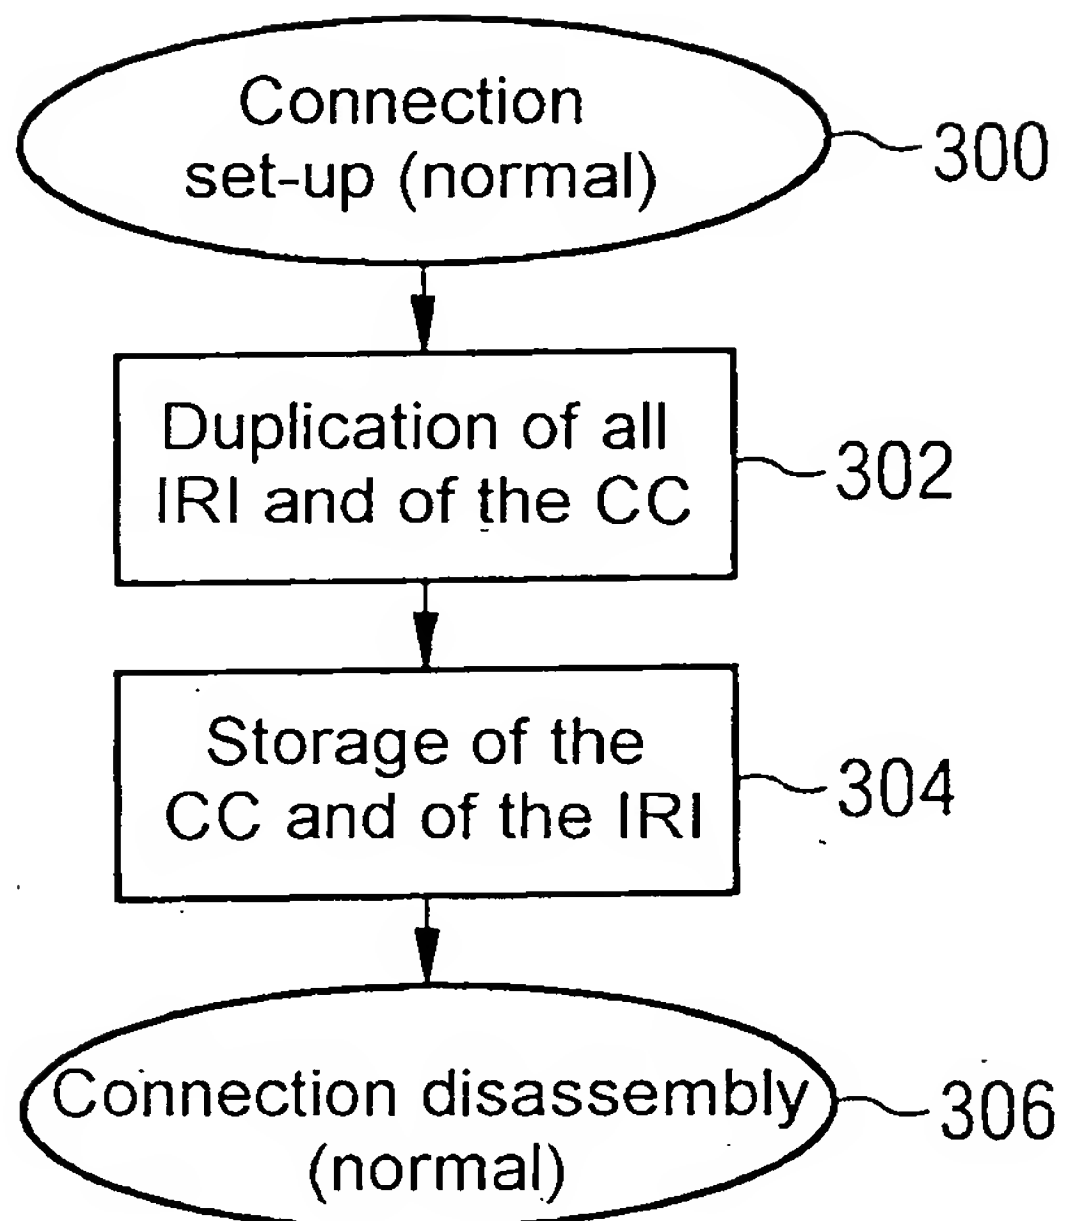 Connection
set-up (normal)
300
Duplication of all
IRI and of the CC
302
Storage of the
CC and of the IRI
304
Connection disassembly
(normal)
306